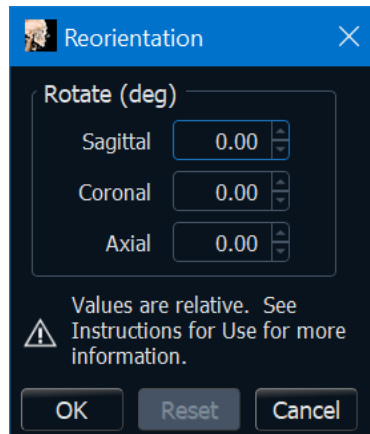 Reorientation
Rotate (deg)
Sagittal 0.00
Coronal 0.00
Axial 0.00
Values are relative. See
Instructions for Use for more
information.
OK Reset Cancel